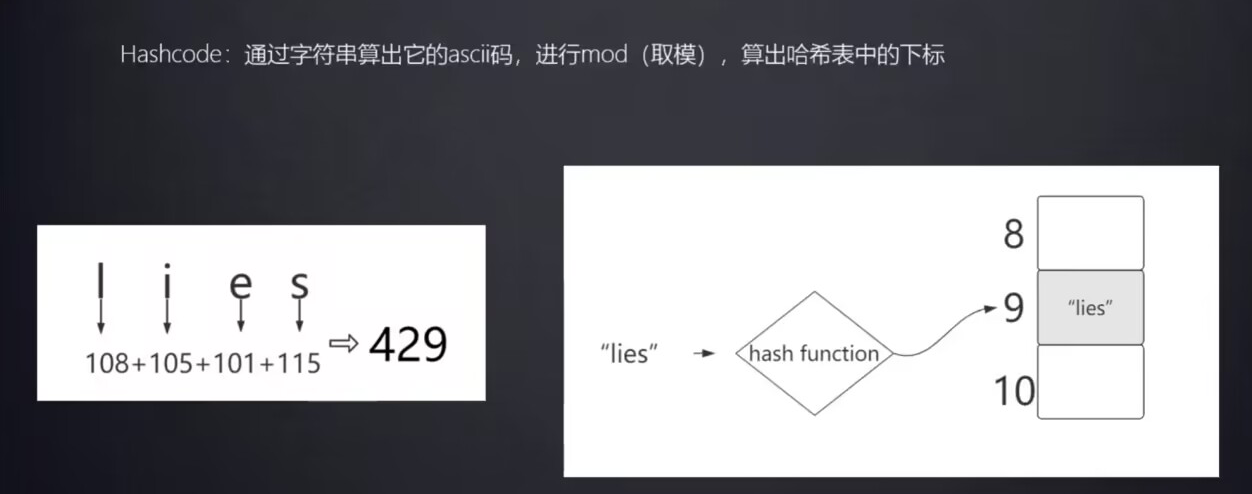 Hashcode：通过字符串算出它的ascii码，进行mod（取模），算出哈希表中的下标
l i e s
108+105+101+115 ⇨ 429
“lies” hash function
8
9 “lies”
10